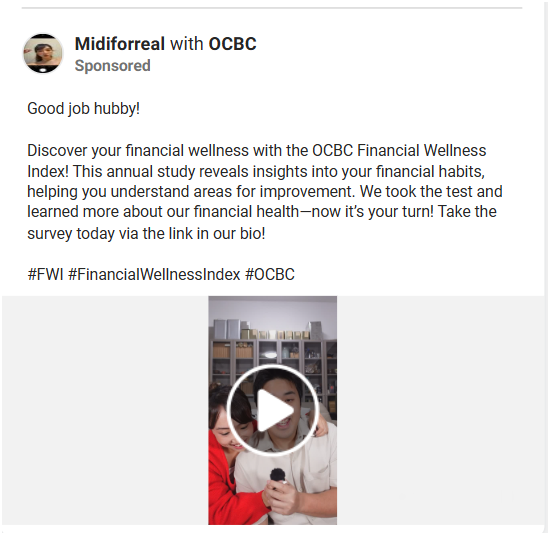 Midiforreal with OCBC
Sponsored
Good job hubby!
Discover your financial wellness with the OCBC Financial Wellness
Index! This annual study reveals insights into your financial habits,
helping you understand areas for improvement. We took the test and
learned more about our financial health—now it's your turn! Take the
survey today via the link in our bio!
#FWI #FinancialWellnessIndex #OCBC